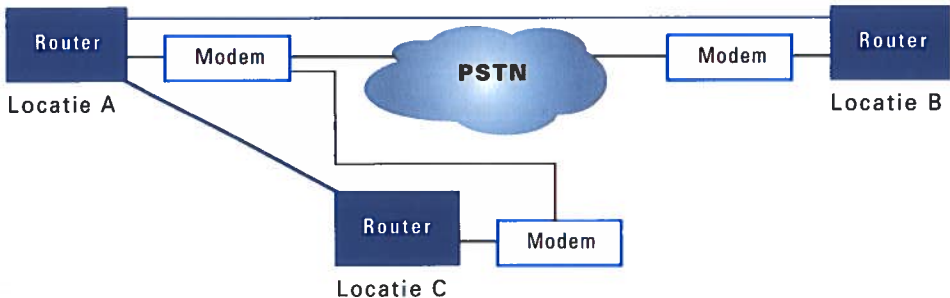 Router
Modem
PSTN
Modem
Router
Locatie A
Locatie B
Router
Modem
Locatie C